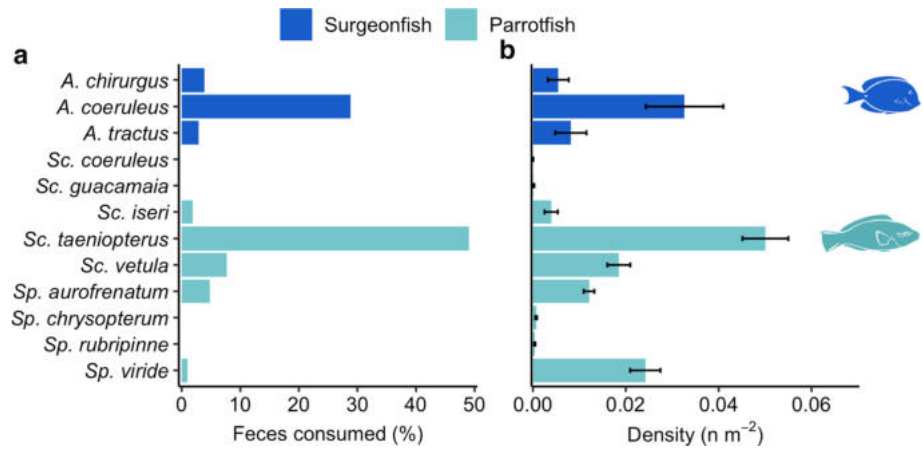 Surgeonfish Parrotfish
a b
A. chirurgus
A. coeruleus
A. tractus
Sc. coeruleus
Sc. guacamaia
Sc. iseri
Sc. taeniopterus
Sc. vetula
Sp. aurofrenatum
Sp. chrysopterum
Sp. rubripinne
Sp. viride
0 10 20 30 40 50 0.00 0.02 0.04 0.06
Feces consumed (%) Density (n m⁻²)